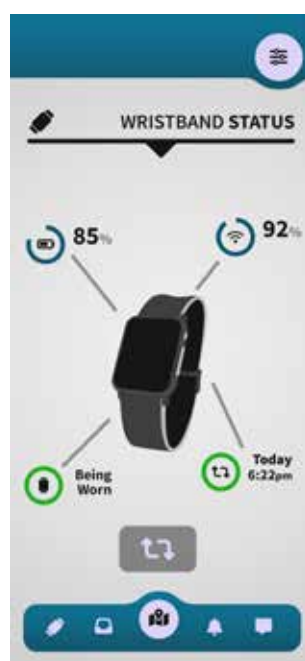 WRISTBAND STATUS
85%
92%
Being
Worn
Today
6:22pm